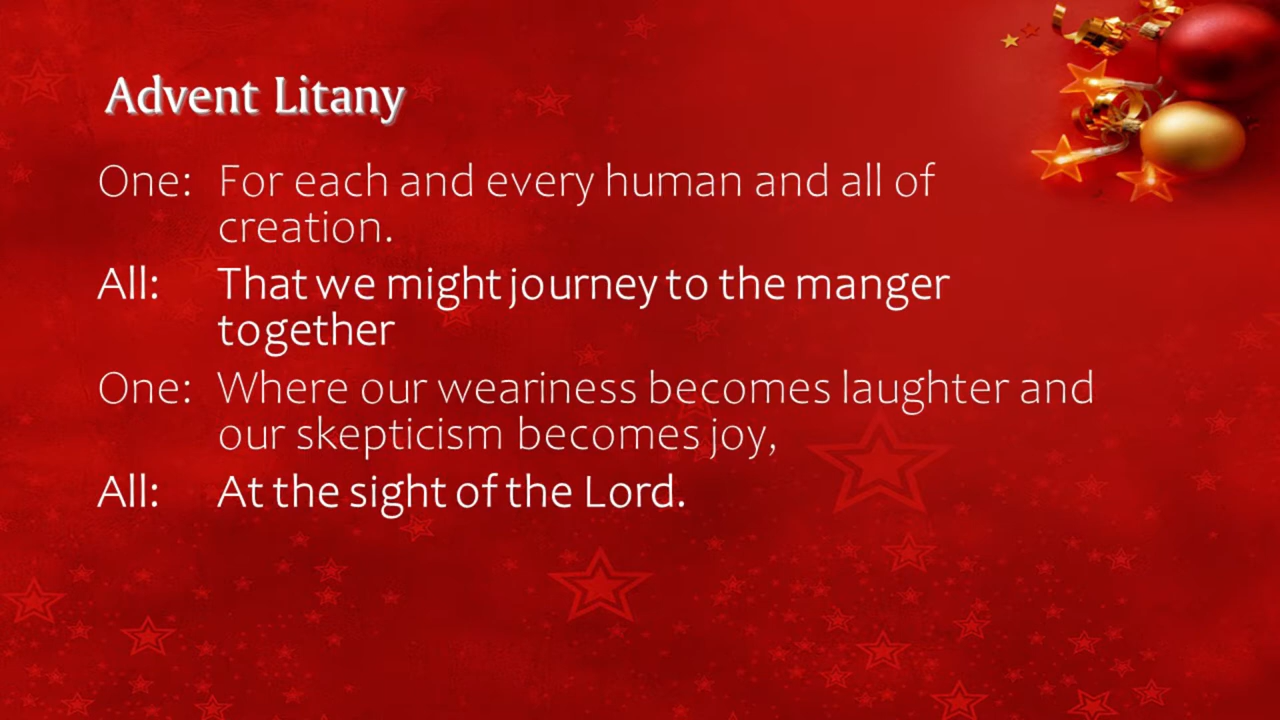 Advent Litany
One: For each and every human and all of
creation.
All: That we might journey to the manger
together
One: Where our weariness becomes laughter and
our skepticism becomes joy,
All: At the sight of the Lord.